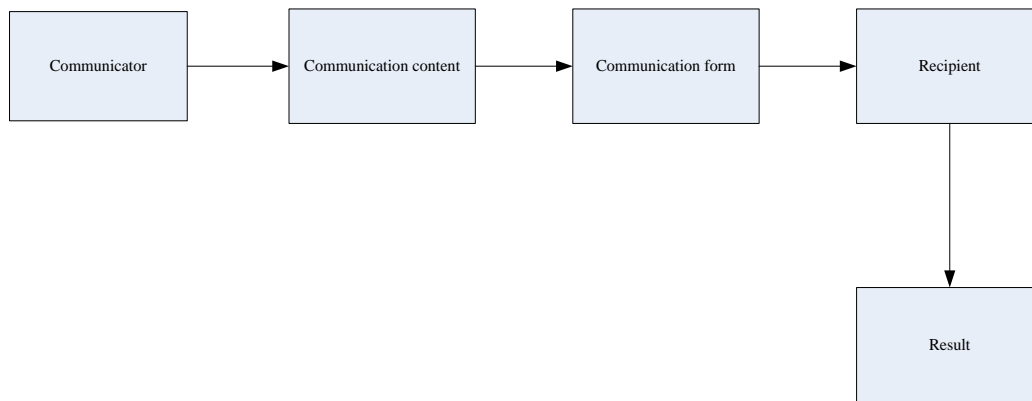 Communicator
Communication content
Communication form
Recipient
Result